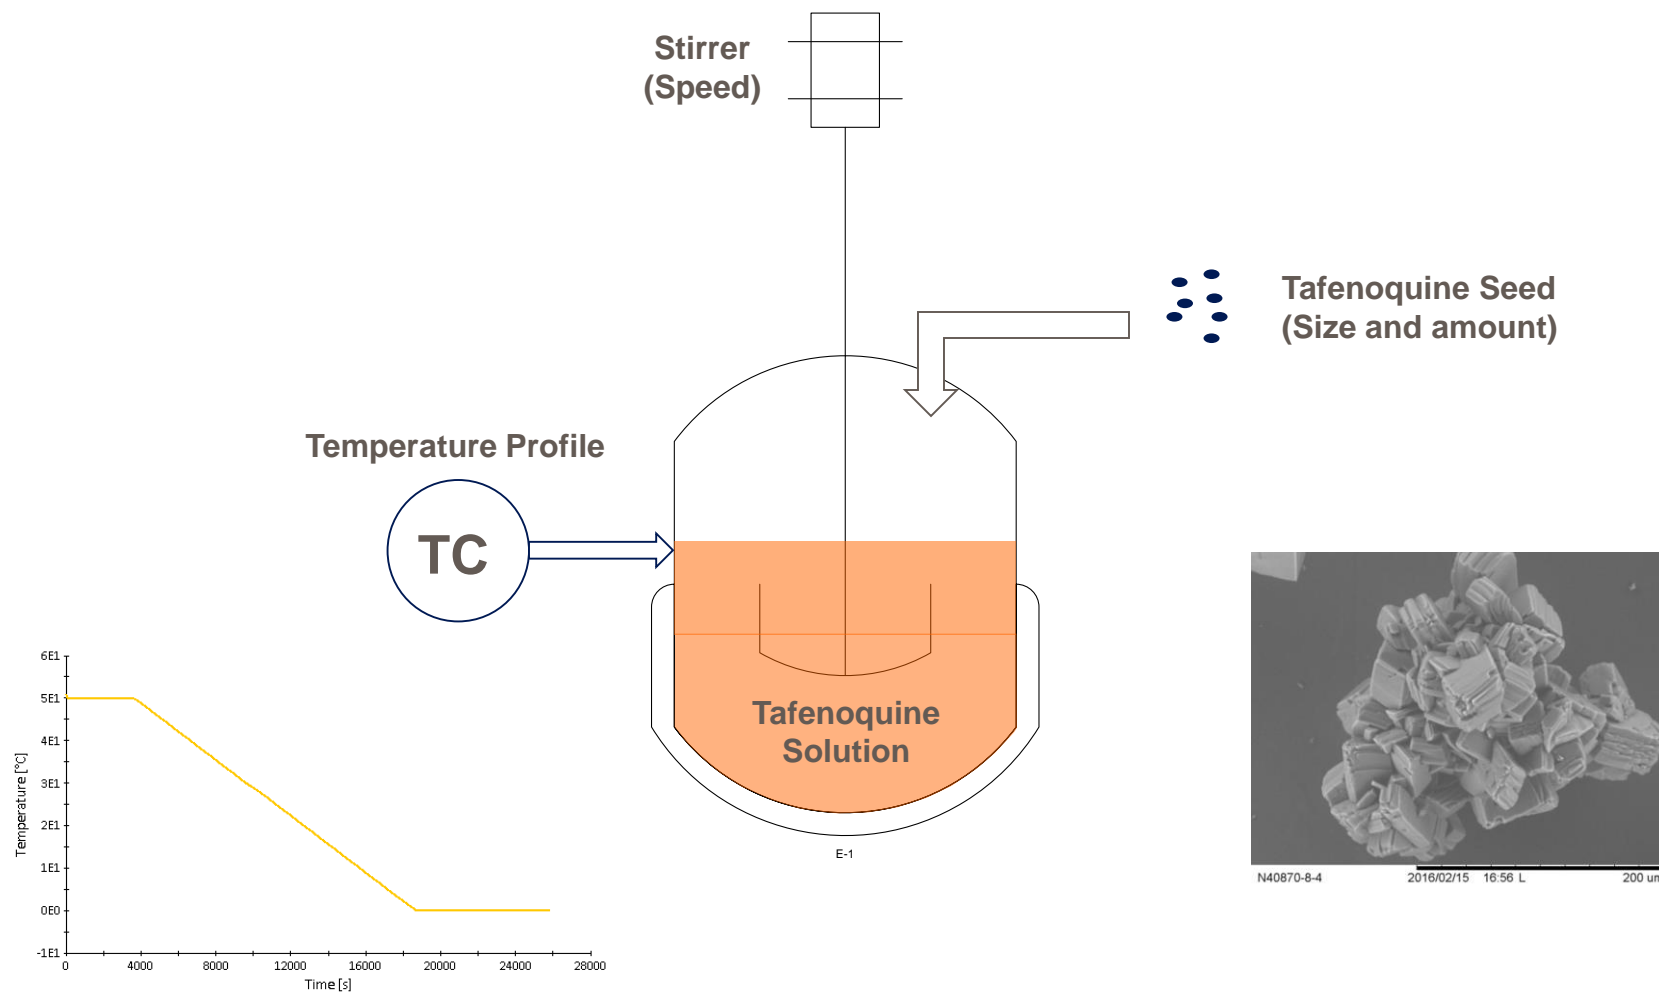 Stirrer
(Speed)
Tafenoquine Seed
(Size and amount)
Temperature Profile
TC
Tafenoquine
Solution
E-1
6E1
5E1
4E1
3E1
2E1
1E1
0E0
-1E1
Temperature [°C]
0 4000 8000 12000 16000 20000 24000 28000
Time [s]
N40870-8-4 2016/02/15 16:56 L 200 um